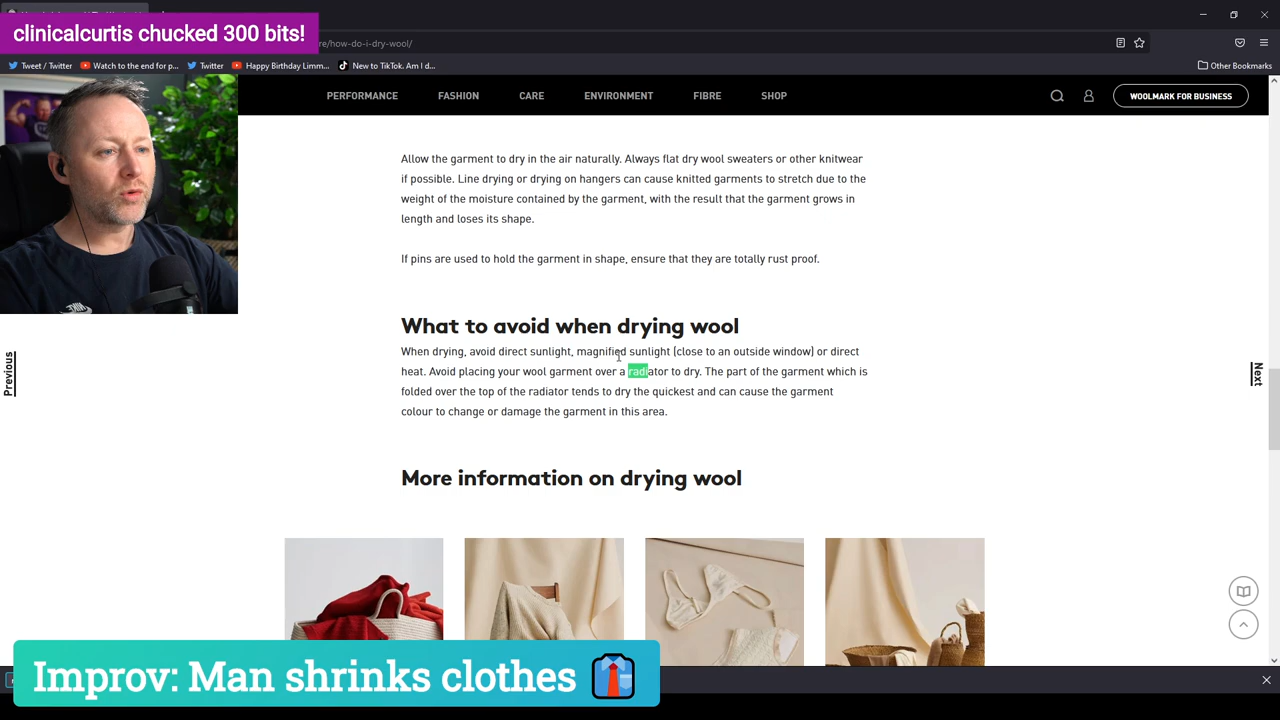 clinicalcurtis chucked 300 bits!
re/how-do-i-dry-wool/
Tweet / Twitter
Watch to the end for p...
Twitter
Happy Birthday Limm...
New to TikTok. Am I d...
Other Bookmarks
PERFORMANCE
FASHION
CARE
ENVIRONMENT
FIBRE
SHOP
WOOLMARK FOR BUSINESS
Allow the garment to dry in the air naturally. Always flat dry wool sweaters or other knitwear
if possible. Line drying or drying on hangers can cause knitted garments to stretch due to the
weight of the moisture contained by the garment, with the result that the garment grows in
length and loses its shape.
If pins are used to hold the garment in shape, ensure that they are totally rust proof.
What to avoid when drying wool
When drying, avoid direct sunlight, magnified sunlight (close to an outside window) or direct
heat. Avoid placing your wool garment over a radiator to dry. The part of the garment which is
folded over the top of the radiator tends to dry the quickest and can cause the garment
colour to change or damage the garment in this area.
Previous
Next
More information on drying wool
Improv: Man shrinks clothes